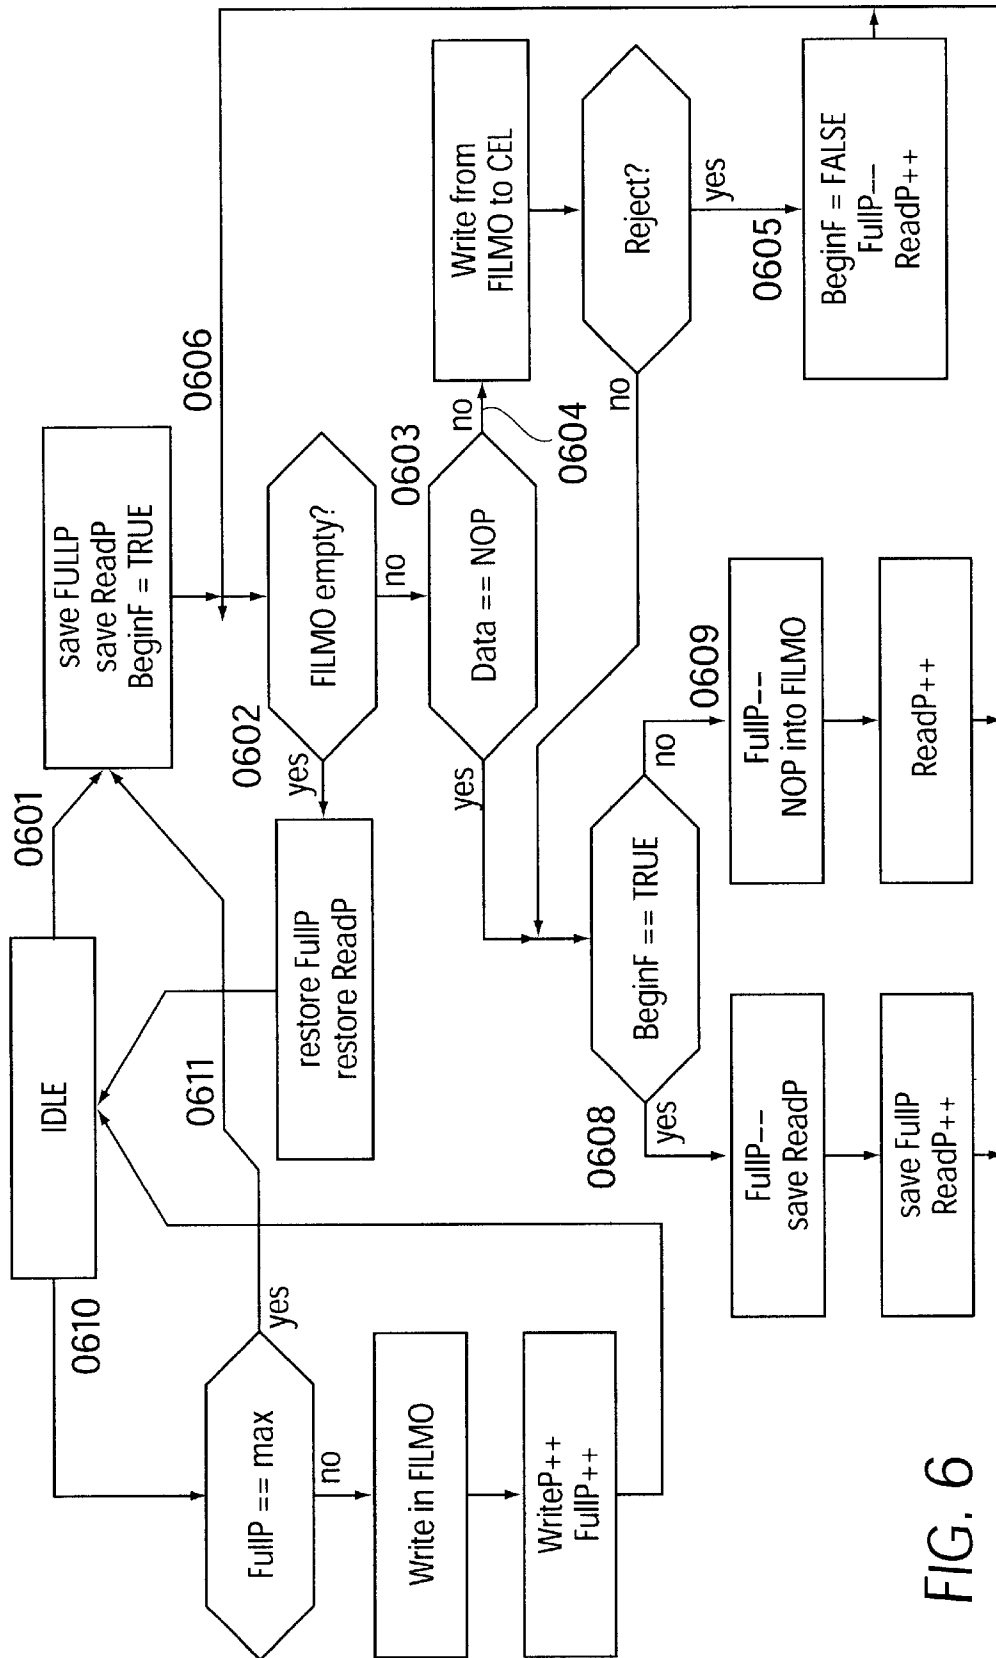 IDLE
0610
0601
FullP == max
yes
no
Write in FILMO
WriteP++
FullP++
0611
save FULLP
save ReadP
BeginF = TRUE
0606
FILMO empty?
0602
yes
no
restore FullP
restore ReadP
0603
Data == NOP
yes
no
0604
Write from
FILMO to CEL
Reject?
no
yes
0605
BeginF = FALSE
FullP--
ReadP++
BeginF == TRUE
0608
yes
no
0609
FullP--
save ReadP
save FullP
ReadP++
FullP--
NOP into FILMO
ReadP++
FIG. 6